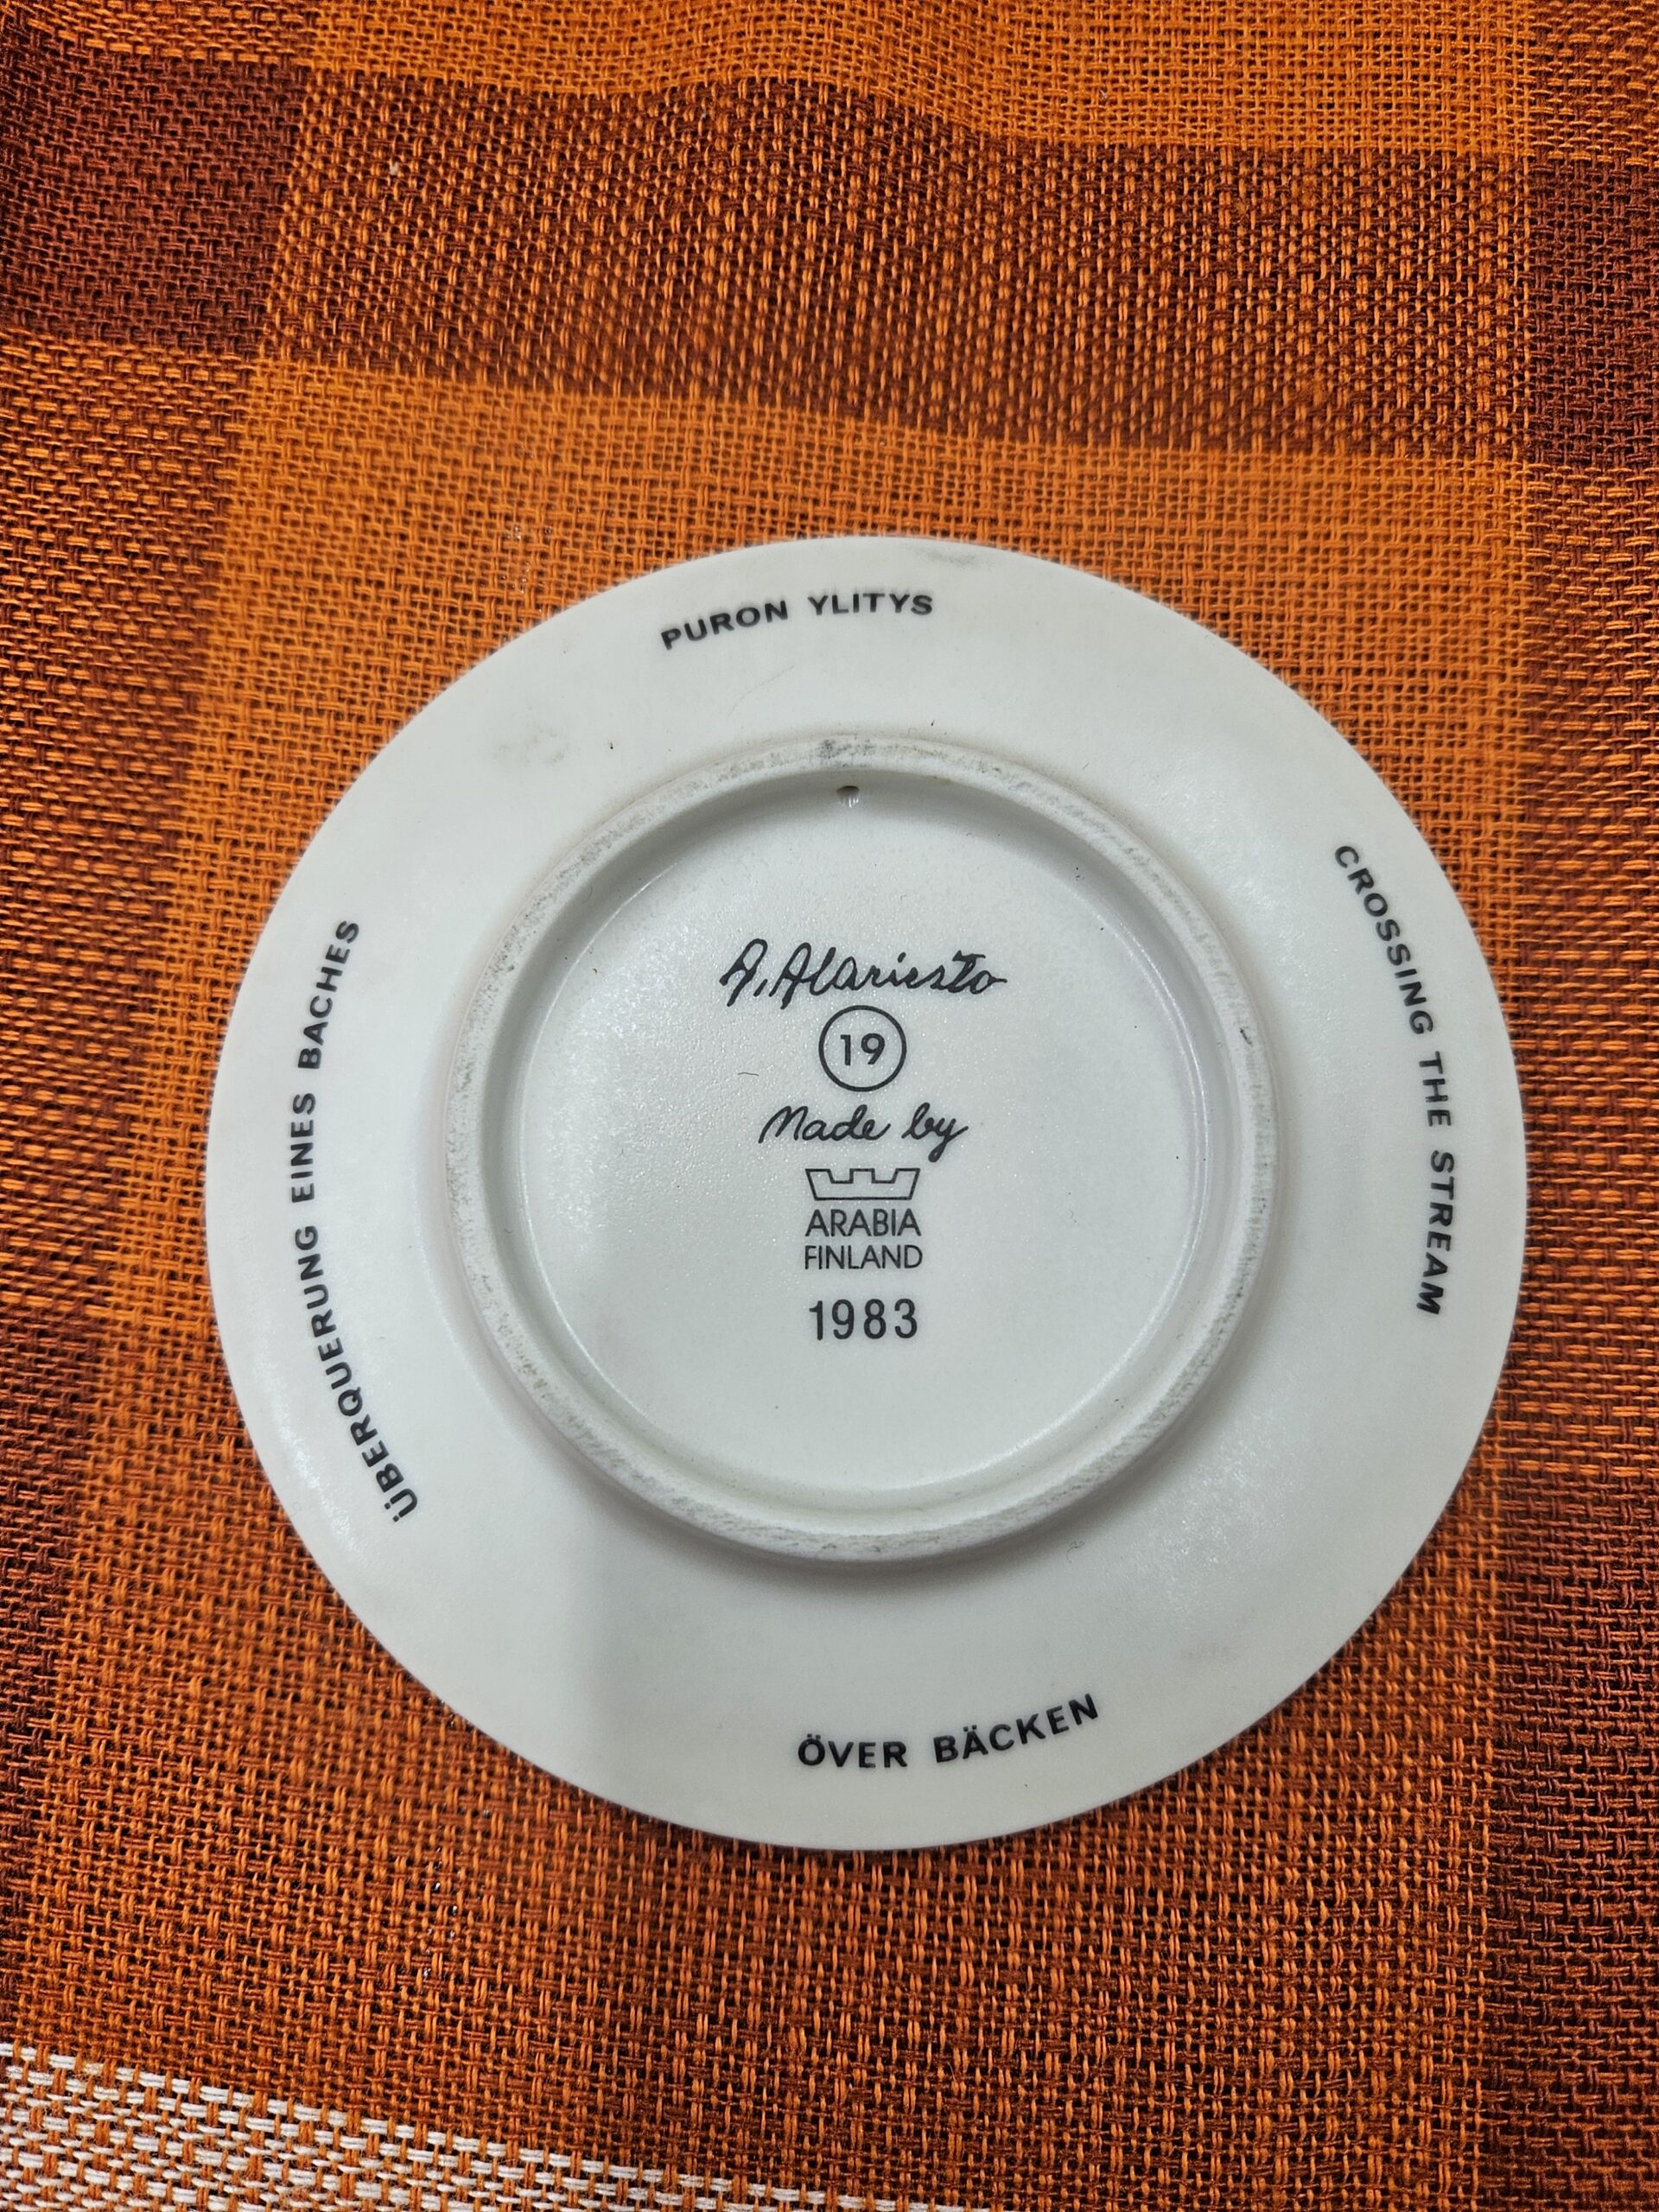 PURON YLITYS
CROSSING THE STREAM
ÖVER BÄCKEN
ÜBERQUERUNG EINES BACHES
A. Alariesto
19
Made by
ARABIA
FINLAND
1983